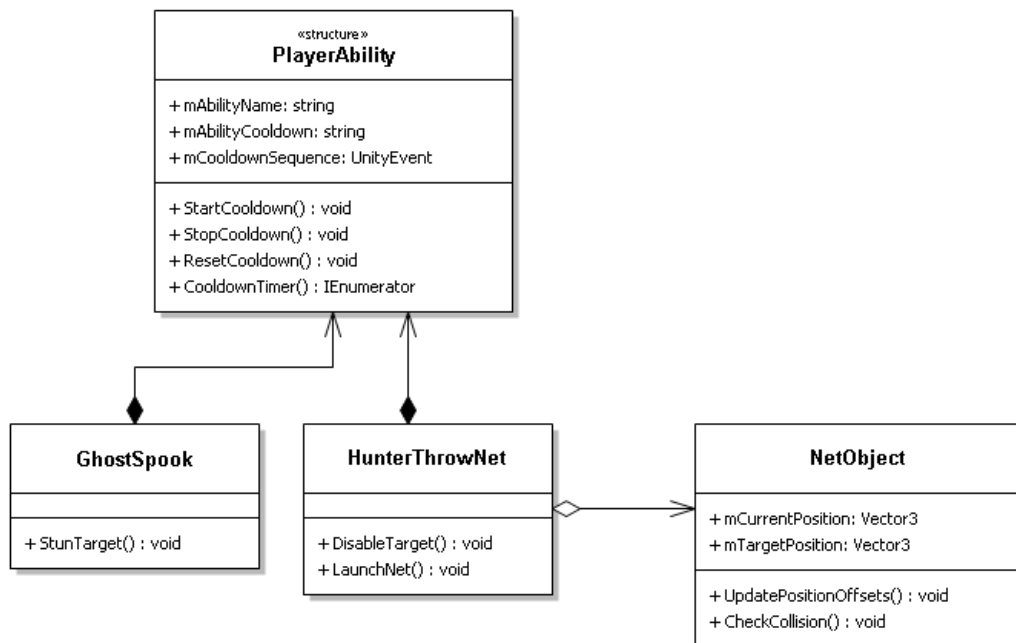 «structure»
PlayerAbility
+ mAbilityName: string
+ mAbilityCooldown: string
+ mCooldownSequence: UnityEvent
+ StartCooldown() : void
+ StopCooldown() : void
+ ResetCooldown() : void
+ CooldownTimer() : IEnumerator
GhostSpook
+ StunTarget() : void
HunterThrowNet
+ DisableTarget() : void
+ LaunchNet() : void
NetObject
+ mCurrentPosition: Vector3
+ mTargetPosition: Vector3
+ UpdatePositionOffsets() : void
+ CheckCollision() : void